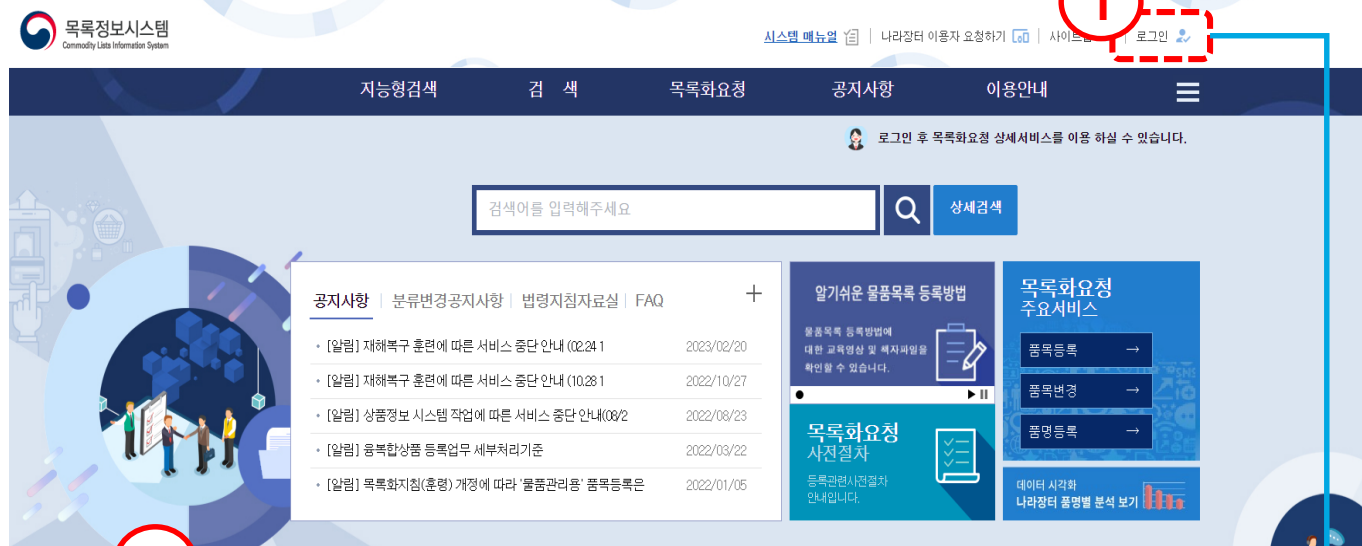 목록정보시스템
Commodity Lists Information System
시스템 매뉴얼
나라장터 이용자 요청하기
로그인
1
지능형검색
검 색
목록화요청
공지사항
이용안내
로그인 후 목록화요청 상세서비스를 이용 하실 수 있습니다.
검색어를 입력해주세요
상세검색
공지사항
분류변경공지사항
법령지침자료실
FAQ
[알림] 재해복구 훈련에 따른 서비스 중단 안내 (02.24 1
2023/02/20
[알림] 재해복구 훈련에 따른 서비스 중단 안내 (10.28 1
2022/10/27
[알림] 상품정보 시스템 작업에 따른 서비스 중단 안내(08/2
2022/08/23
[알림] 융복합상품 등록업무 세부처리기준
2022/03/22
[알림] 목록화지침(훈령) 개정에 따라 '물품관리용' 품목등록은
2022/01/05
알기쉬운 물품목록 등록방법
물품목록 등록방법에
대한 교육영상 및 책자파일을
확인할 수 있습니다.
목록화요청
사전절차
등록관련사전절차
안내입니다.
목록화요청
주요서비스
품목등록 →
품목변경 →
품명등록 →
데이터 시각화
나라장터 품명별 분석 보기